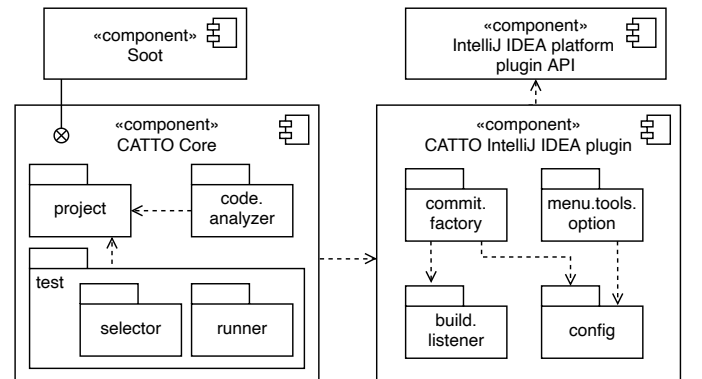 «component»
Soot
«component»
IntelliJ IDEA platform
plugin API
«component»
CATTO Core
project
code.
analyzer
test
selector
runner
«component»
CATTO IntelliJ IDEA plugin
commit.
factory
menu.tools.
option
build.
listener
config